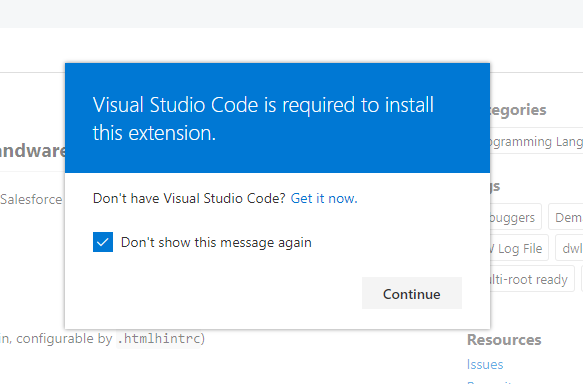 Visual Studio Code is required to install
this extension.
Don't have Visual Studio Code? Get it now.
Don't show this message again
Continue
andware
Salesforce
n, configurable by .htmlhintrc)
ategories
ogramming Lang
gs
buggers
Dem
Log File
dwl
ulti-root ready
Resources
Issues